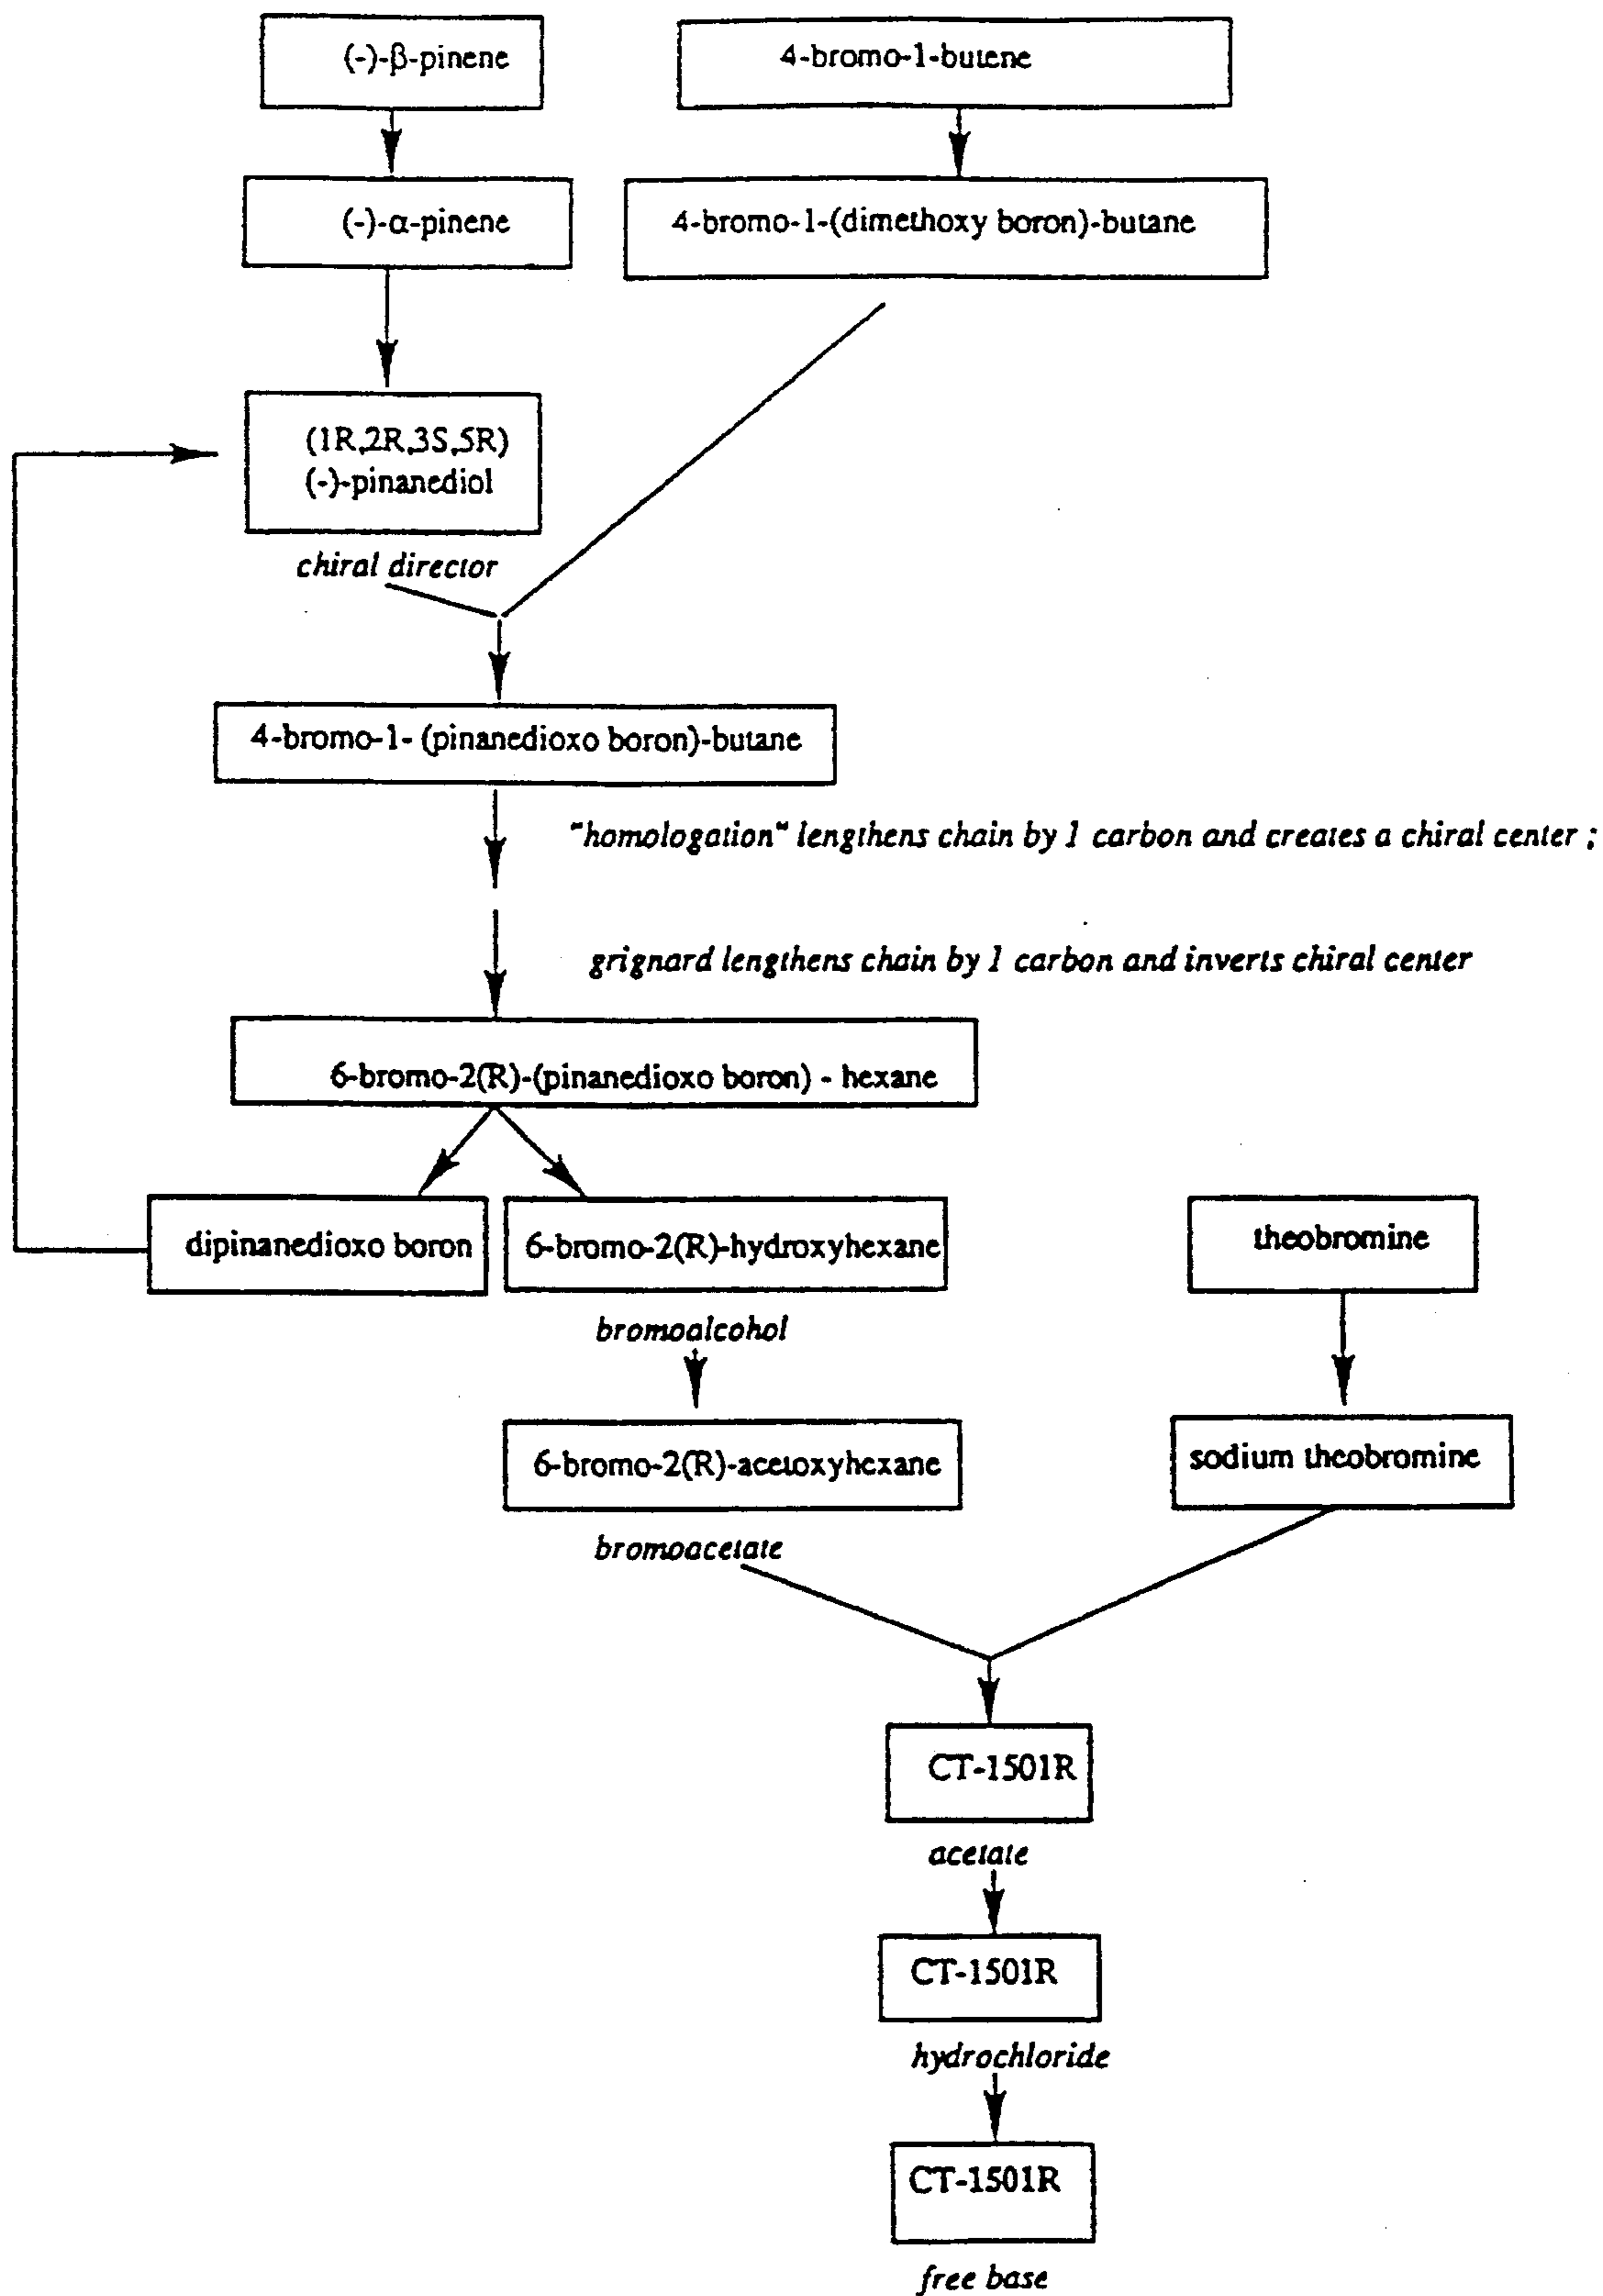 (-)-β-pinene
4-bromo-1-butene
(-)-α-pinene
4-bromo-1-(dimethoxy boron)-butane
(1R,2R,3S,5R)
(-)-pinanediol
chiral director
4-bromo-1- (pinanedioxo boron)-butane
"homologation" lengthens chain by 1 carbon and creates a chiral center ;
grignard lengthens chain by 1 carbon and inverts chiral center
6-bromo-2(R)-(pinanedioxo boron) - hexane
dipinanedioxo boron
6-bromo-2(R)-hydroxyhexane
theobromine
bromoalcohol
6-bromo-2(R)-acetoxyhexane
sodium theobromine
bromoacetate
CT-1501R
acetate
CT-1501R
hydrochloride
CT-1501R
free base